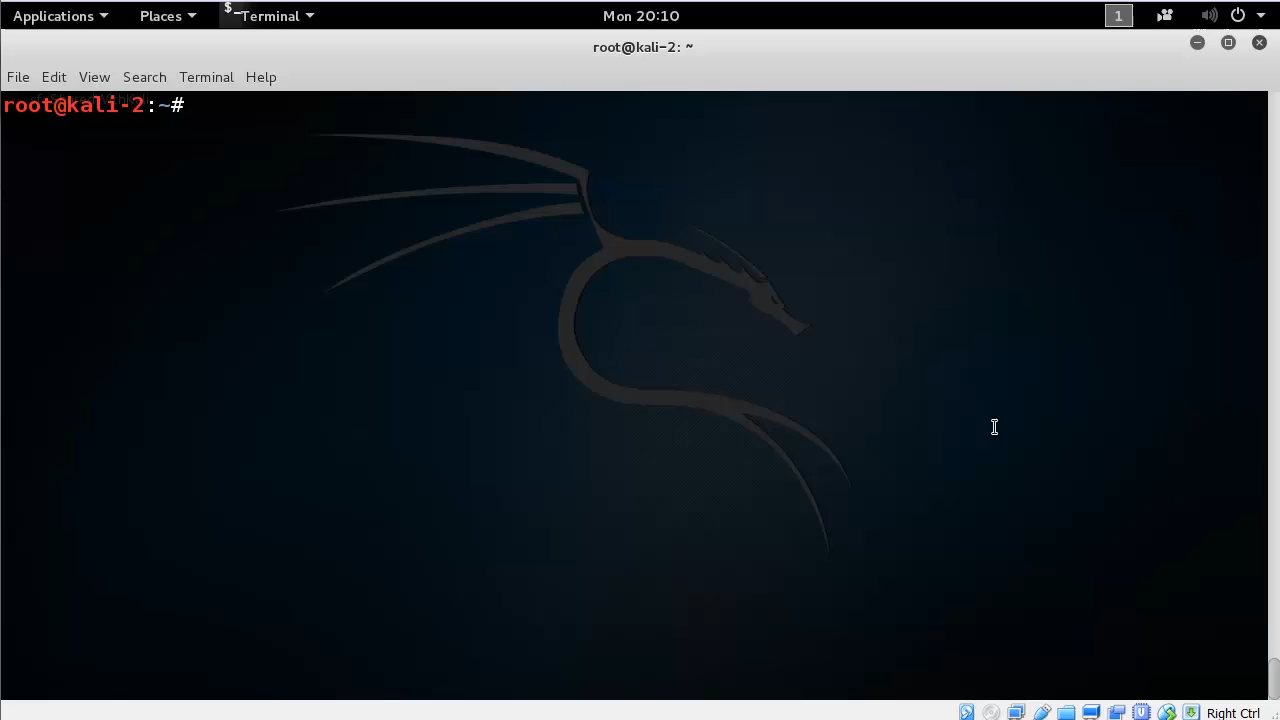 Applications Places $_ Terminal Mon 20:10 1
root@kali-2: ~
File Edit View Search Terminal Help
root@kali-2:~#
Right Ctrl